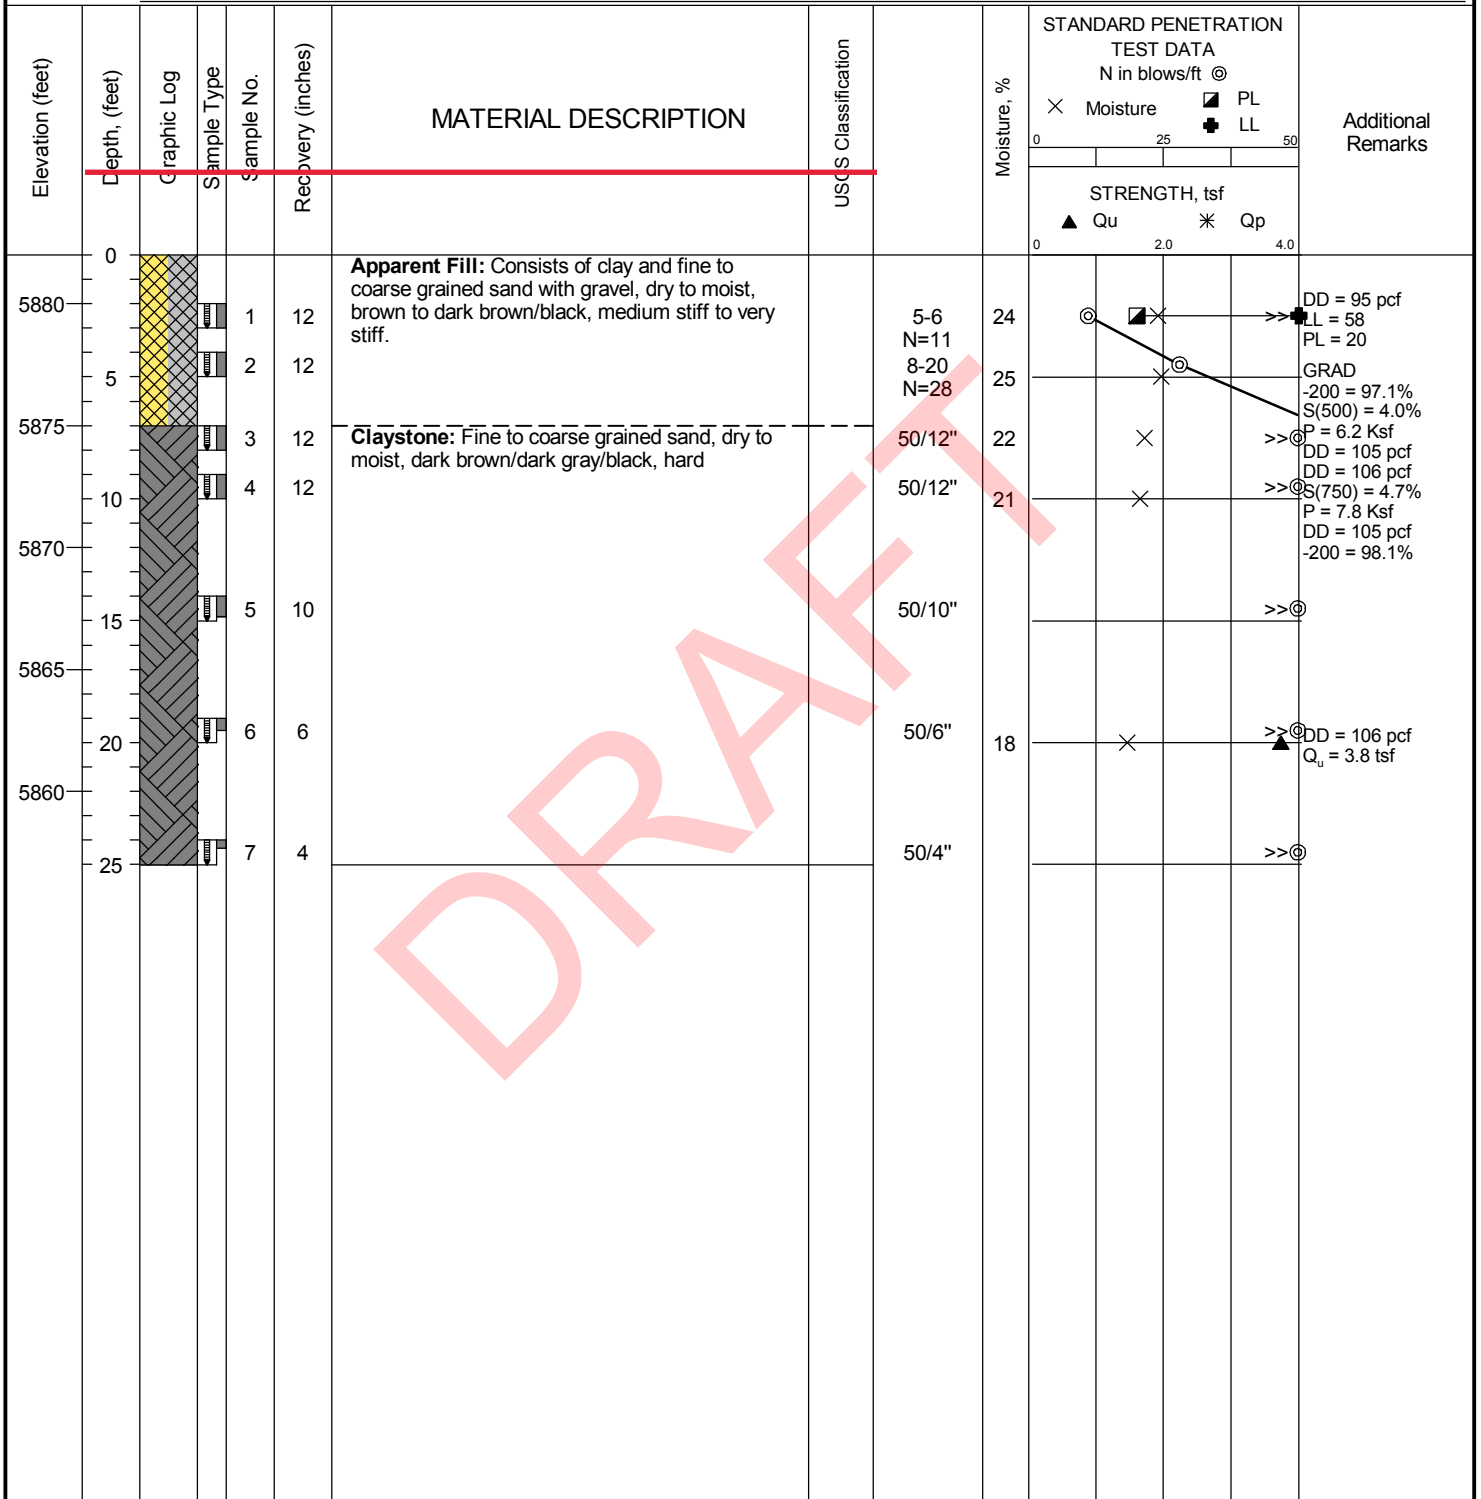 Elevation (feet)
Depth, (feet)
Graphic Log
Sample Type
Sample No.
Recovery (inches)
MATERIAL DESCRIPTION
USCS Classification
Moisture, %
STANDARD PENETRATION
TEST DATA
N in blows/ft
Moisture
PL
LL
0 25 50
STRENGTH, tsf
Qu Qp
0 2.0 4.0
Additional
Remarks
0
Apparent Fill: Consists of clay and fine to
coarse grained sand with gravel, dry to moist,
brown to dark brown/black, medium stiff to very
stiff.
5880
1 12 5-6 24 >>
N=11
DD = 95 pcf
LL = 58
PL = 20
2 12 8-20
5 N=28 25
GRAD
-200 = 97.1%
S(500) = 4.0%
P = 6.2 Ksf
DD = 105 pcf
5875
Claystone: Fine to coarse grained sand, dry to
moist, dark brown/dark gray/black, hard
3 12 50/12" 22 >>
4 12 50/12" >>
10 21
DD = 106 pcf
S(750) = 4.7%
P = 7.8 Ksf
DD = 105 pcf
-200 = 98.1%
5870
5 10 50/10" >>
15
5865
6 6 50/6" >>
20 18
DD = 106 pcf
Qu = 3.8 tsf
5860
7 4 50/4" >>
25
DRAFT